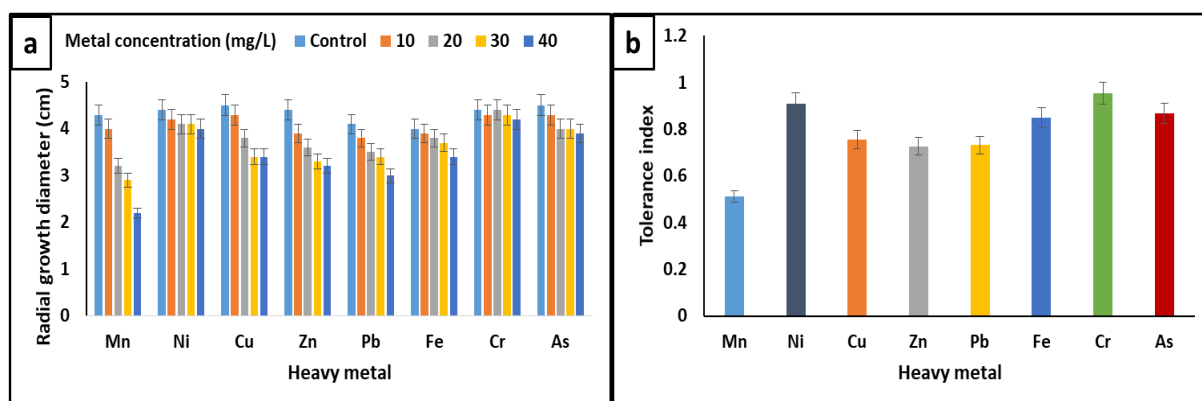 a
Metal concentration (mg/L) Control 10 20 30 40
Radial growth diameter (cm)
5
4
3
2
1
0
Mn Ni Cu Zn Pb Fe Cr As
Heavy metal
b
Tolerance index
1.2
1
0.8
0.6
0.4
0.2
0
Mn Ni Cu Zn Pb Fe Cr As
Heavy metal